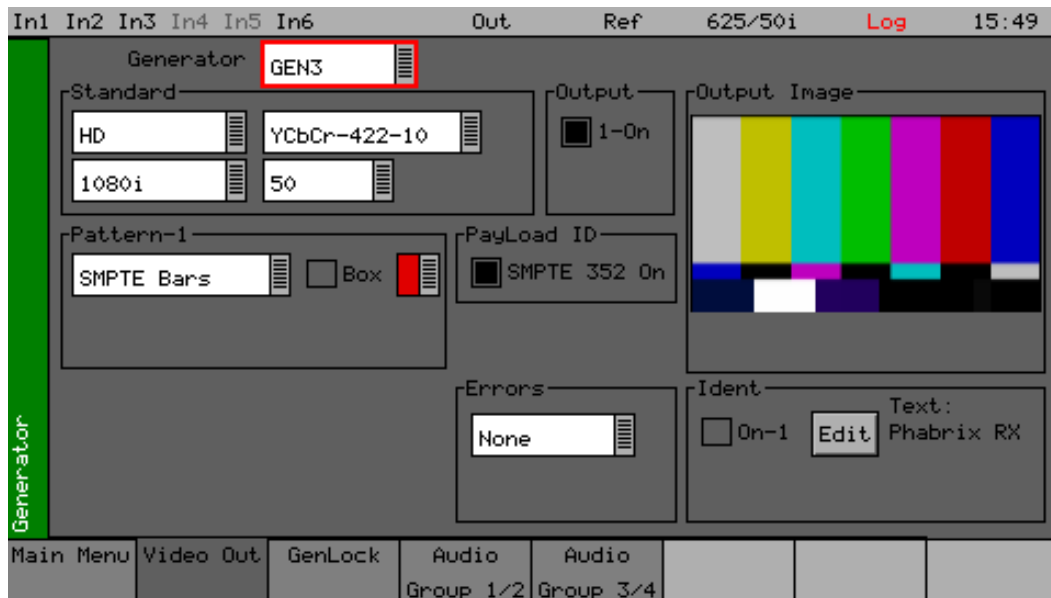 In1 In2 In3 In4 In5 In6 Out Ref 625/50i Log 15:49
Generator GEN3
Standard
HD YCbCr-422-10
1080i 50
Output
1-On
Output Image
Pattern-1
SMPTE Bars Box
PayLoad ID
SMPTE 352 On
Errors
None
Ident
On-1 Edit Text:
Phabrix RX
Generator
Main Menu Video Out GenLock Audio Group 1/2 Audio Group 3/4